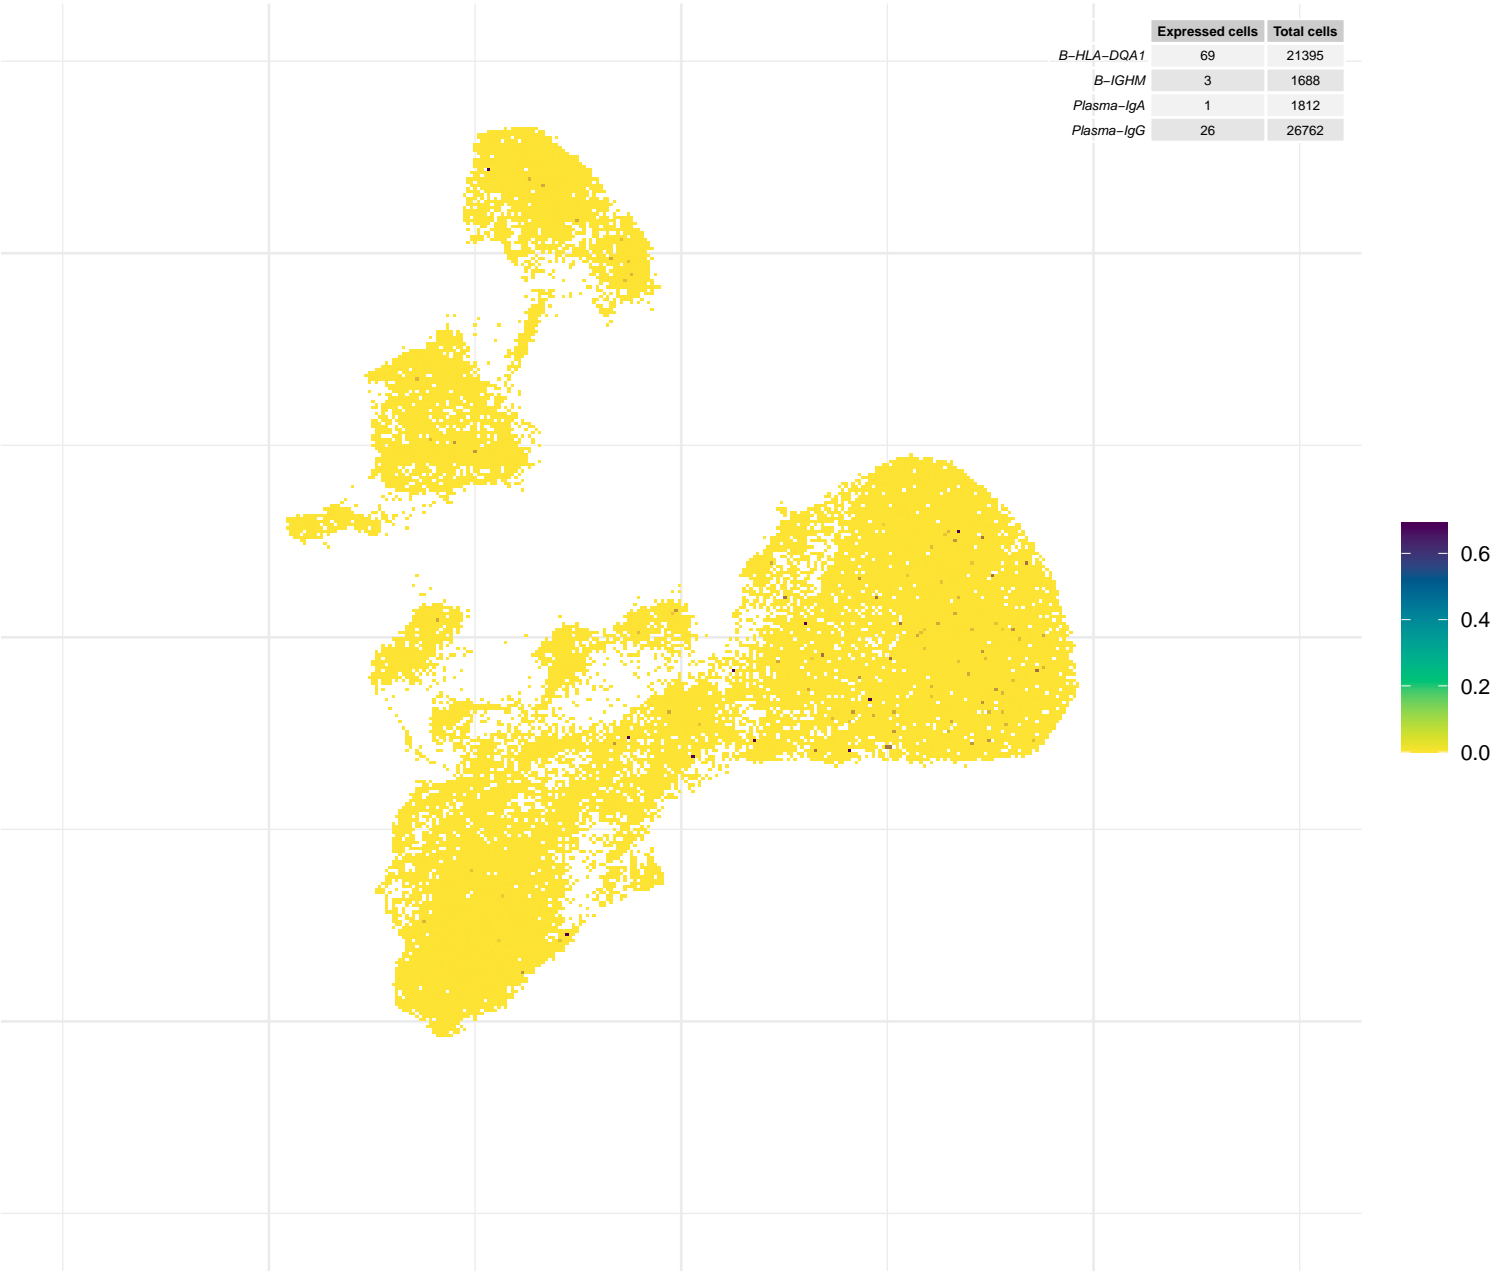 Expressed cells Total cells
B−HLA−DQA1 69 21395
B−IGHM 3 1688
Plasma−IgA 1 1812
Plasma−IgG 26 26762
0.6
0.4
0.2
0.0